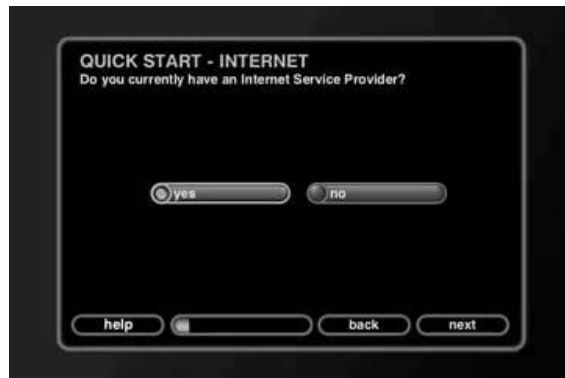 QUICK START - INTERNET
Do you currently have an Internet Service Provider?
yes no
help back next